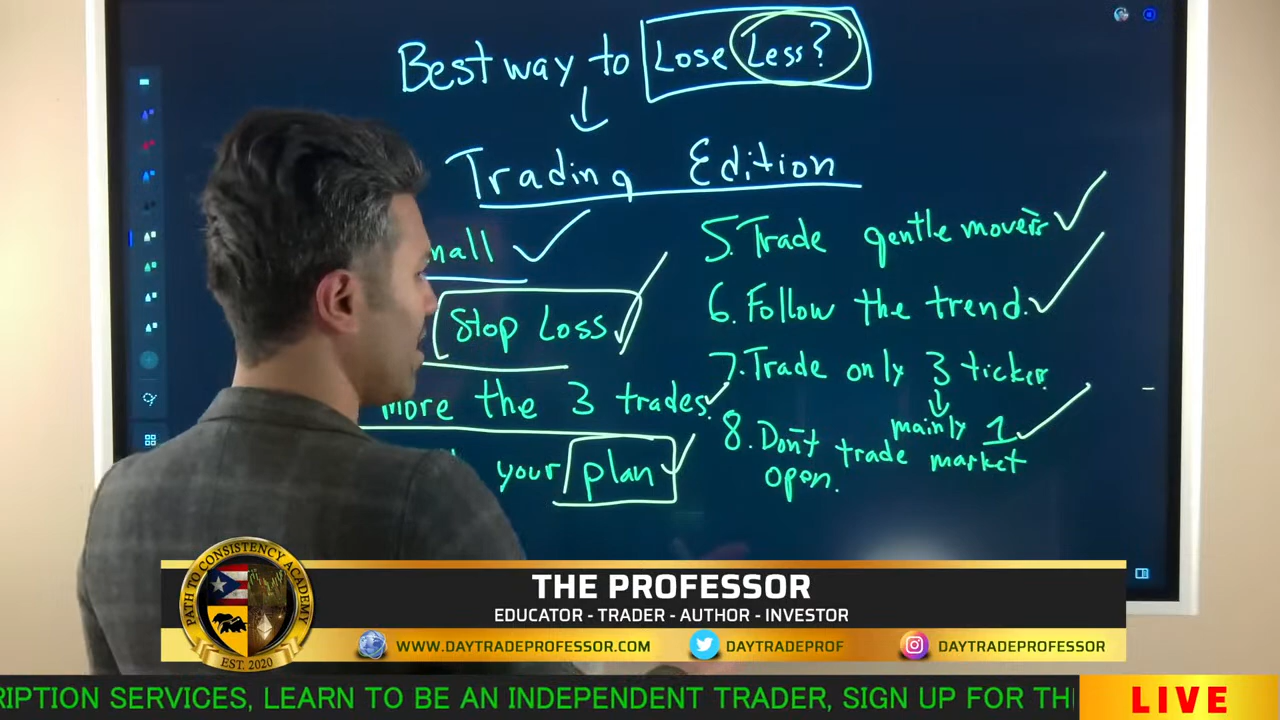 Best way to Lose Less?
Trading Edition
mall
Stop Loss
More the 3 trades.
your plan
5. Trade gentle movers
6. Follow the trend.
7. Trade only 3 ticker
mainly 1
8. Don't trade market
open.
THE PROFESSOR
EDUCATOR - TRADER - AUTHOR - INVESTOR
WWW.DAYTRADEPROFESSOR.COM
DAYTRADEPROF
DAYTRADEPROFESSOR
PATH TO CONSISTENCY ACADEMY
EST. 2020
RIPTION SERVICES, LEARN TO BE AN INDEPENDENT TRADER, SIGN UP FOR TH
LIVE